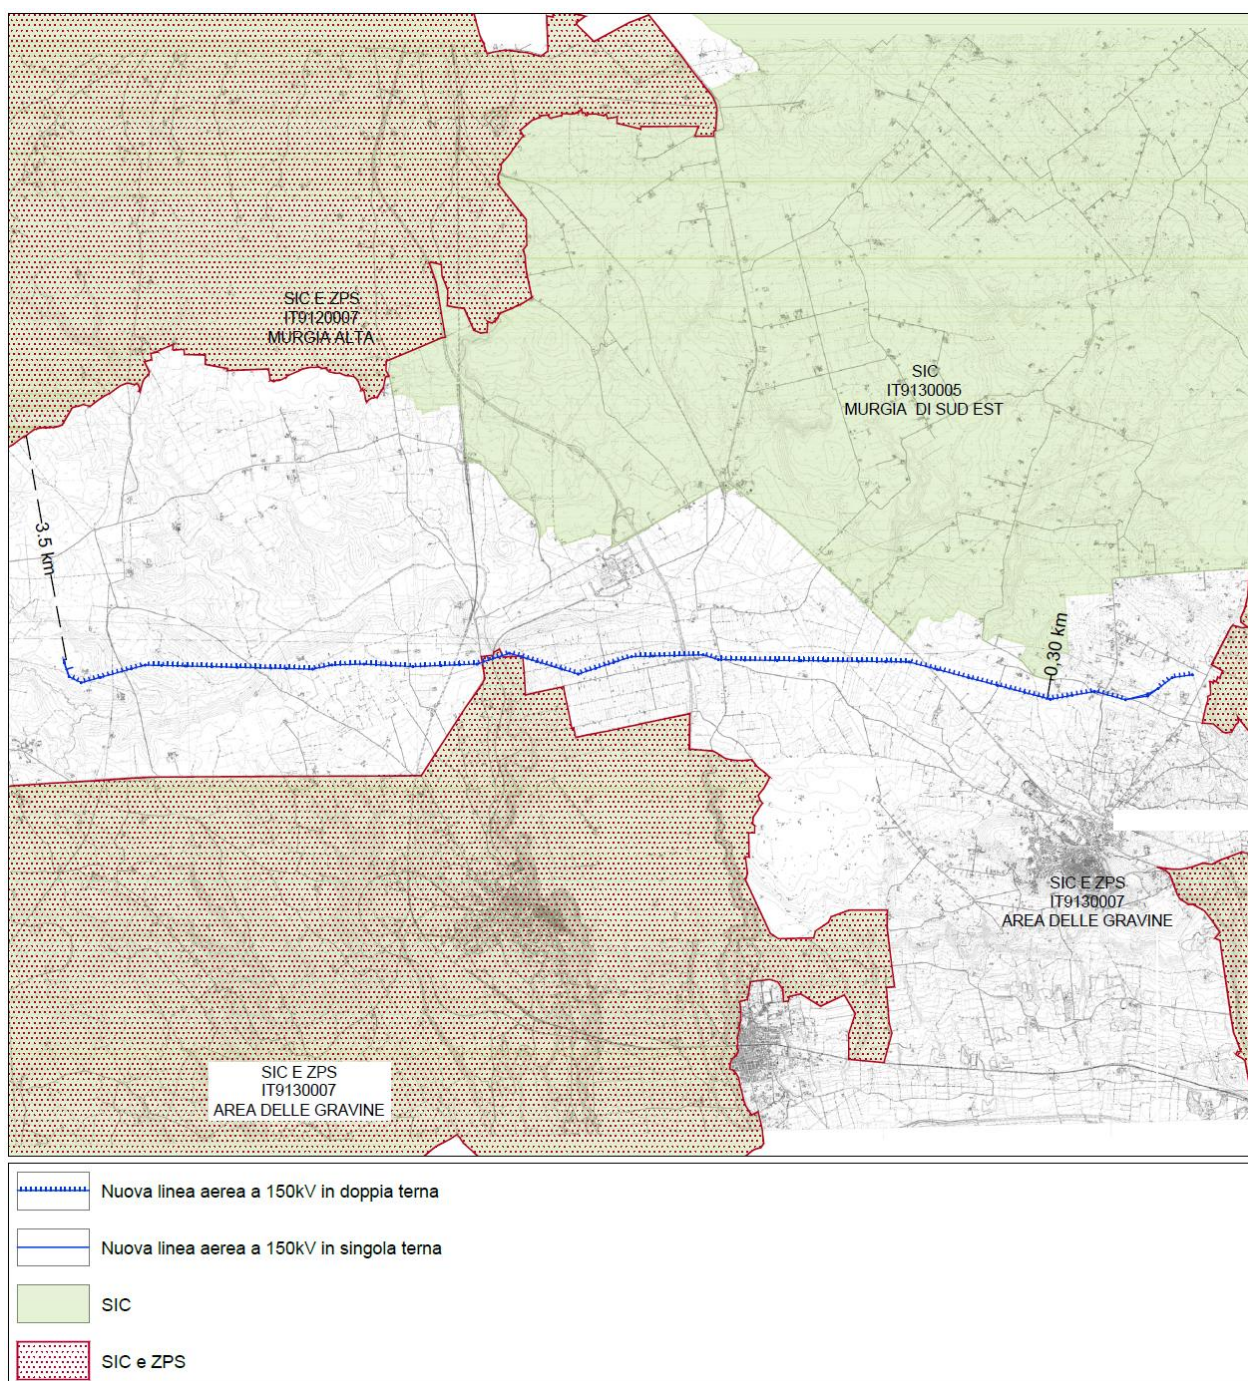 SIC E ZPS
IT9120007
MURGIA ALTA
SIC
IT9130005
MURGIA DI SUD EST
3.5 km
0,30 km
SIC E ZPS
IT9130007
AREA DELLE GRAVINE
SIC E ZPS
IT9130007
AREA DELLE GRAVINE
Nuova linea aerea a 150kV in doppia terna
Nuova linea aerea a 150kV in singola terna
SIC
SIC e ZPS